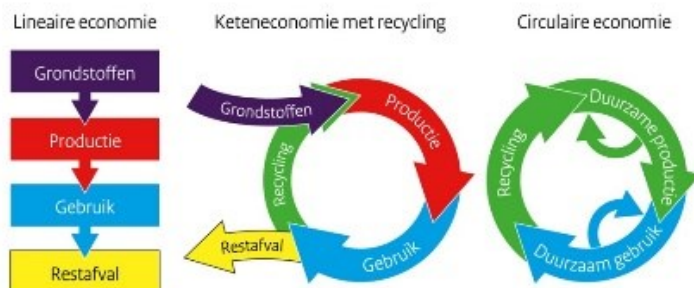 Lineaire economie
Grondstoffen
Productie
Gebruik
Restafval
Keteneconomie met recycling
Grondstoffen
Productie
Gebruik
Recycling
Restafval
Circulaire economie
Duurzame productie
Duurzaam gebruik
Recycling